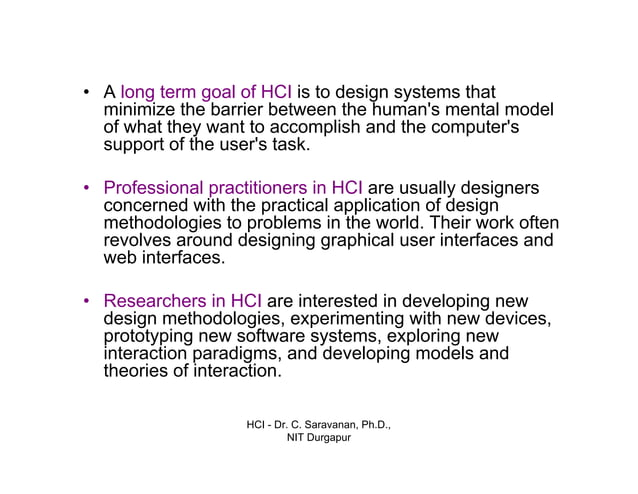 • A long term goal of HCI is to design systems that
minimize the barrier between the human's mental model
of what they want to accomplish and the computer's
support of the user's task.
• Professional practitioners in HCI are usually designers
concerned with the practical application of design
methodologies to problems in the world. Their work often
revolves around designing graphical user interfaces and
web interfaces.
• Researchers in HCI are interested in developing new
design methodologies, experimenting with new devices,
prototyping new software systems, exploring new
interaction paradigms, and developing models and
theories of interaction.
HCI - Dr. C. Saravanan, Ph.D.,
NIT Durgapur